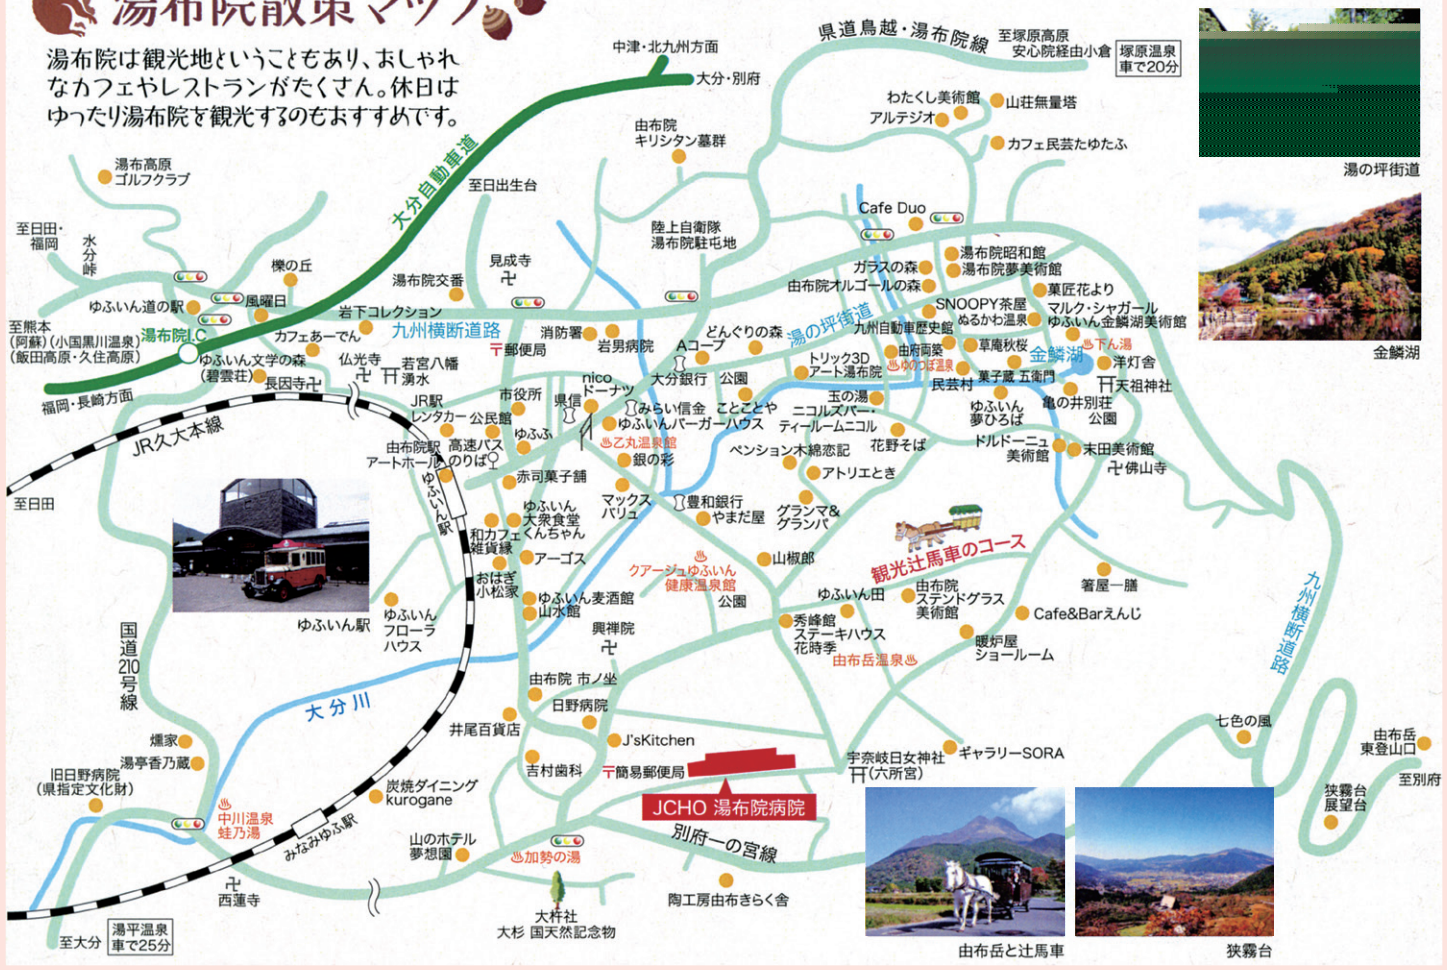 湯布院散策マップ
湯布院は観光地ということもあり、おしゃれ
なカフェやレストランがたくさん。休日は
ゆったり湯布院を観光するのもおすすめです。
中津・北九州方面
大分・別府
県道鳥越・湯布院線
至塚原高原
安心院経由小倉
塚原温泉
車で20分
湯の坪街道
金鱗湖
わたくし美術館
アルテジオ
山荘無量塔
カフェ民芸たゆたふ
由布院
キリシタン墓群
湯布高原
ゴルフクラブ
大分自動車道
至日出生台
至日田・
福岡
水分峠
櫟の丘
湯布院交番
見成寺
陸上自衛隊
湯布院駐屯地
Cafe Duo
ガラスの森
由布院オルゴールの森
湯布院昭和館
湯布院夢美術館
菓匠花より
SNOOPY茶屋
ぬるかわ温泉
マルク・シャガール
ゆふいん金鱗湖美術館
ゆふいん道の駅
風曜日
岩下コレクション
九州横断道路
至熊本
(阿蘇)(小国黒川温泉)
(飯田高原・久住高原)
湯布院I.C
カフェあーでん
〒郵便局
消防署
岩男病院
どんぐりの森
Aコープ
湯の坪街道
九州自動車歴史館
由府両築
ゆのつぼ温泉
草庵秋桜
金鱗湖
下ん湯
洋灯舎
天祖神社
ゆふいん文学の森
(碧雲荘)
長因寺
仏光寺
若宮八幡
湧水
福岡・長崎方面
JR久大本線
JR駅
レンタカー
公民館
市役所
県信
nico
ドーナツ
大分銀行
公園
トリック3D
アート湯布院
民芸村
菓子蔵 五衛門
亀の井別荘
公園
ゆふいん
夢ひろば
みらい信金
ゆふいんバーガーハウス
ことことや
玉の湯
ニコルズバー・
ティールームニコル
花野そば
由布院駅
アートホール
高速バス
のりば
ゆふふ
乙丸温泉館
銀の彩
ペンション木綿恋記
アトリエとき
ドルドーニュ
美術館
末田美術館
佛山寺
至日田
ゆふいん駅
赤司菓子舗
マックス
バリュ
豊和銀行
やまだ屋
グランマ&
グランパ
ゆふいん
大衆食堂
くんちゃん
和カフェ
雑貨縁
アーゴス
おはぎ
小松家
クアージュゆふいん
健康温泉館
公園
山椒郎
観光辻馬車のコース
箸屋一膳
ゆふいん駅
ゆふいん
フローラ
ハウス
ゆふいん麦酒館
山水館
興禅院
ゆふいん田
秀峰館
ステーキハウス
花時季
由布院
ステンドグラス
美術館
Cafe&Barえんじ
暖炉屋
ショールーム
由布岳温泉
九州横断道路
国道210号線
大分川
由布院 市ノ坐
日野病院
井尾百貨店
J'sKitchen
吉村歯科
〒簡易郵便局
JCHO 湯布院病院
宇奈岐日女神社
(六所宮)
ギャラリーSORA
七色の風
由布岳
東登山口
至別府
狭霧台
展望台
燻家
湯亭香乃蔵
旧日野病院
(県指定文化財)
中川温泉
蛙乃湯
炭焼ダイニング
kurogane
みなみゆふ駅
山のホテル
夢想園
加勢の湯
別府一の宮線
陶工房由布きらく舎
西蓮寺
大杵社
大杉 国天然記念物
至大分
湯平温泉
車で25分
由布岳と辻馬車
狭霧台